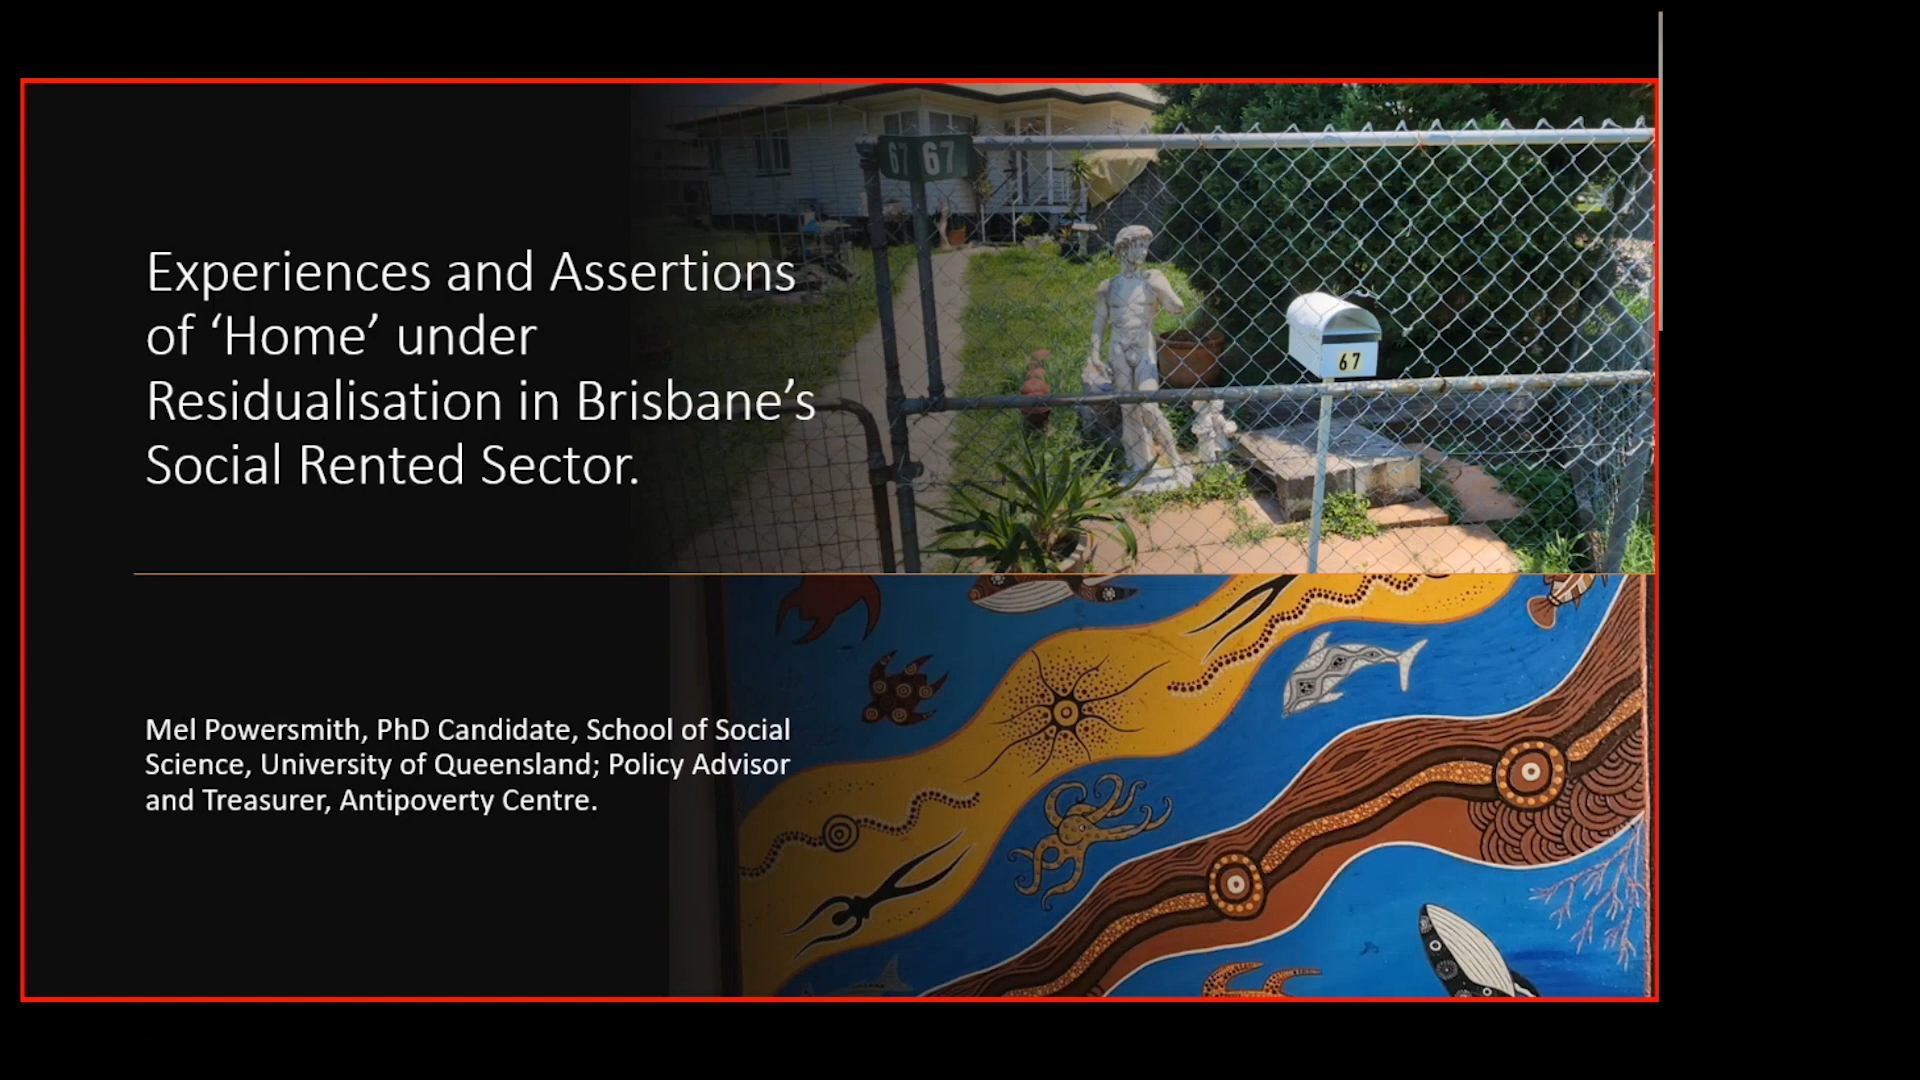 Experiences and Assertions
of ‘Home’ under
Residualisation in Brisbane’s
Social Rented Sector.
67 67
67
Mel Powersmith, PhD Candidate, School of Social
Science, University of Queensland; Policy Advisor
and Treasurer, Antipoverty Centre.